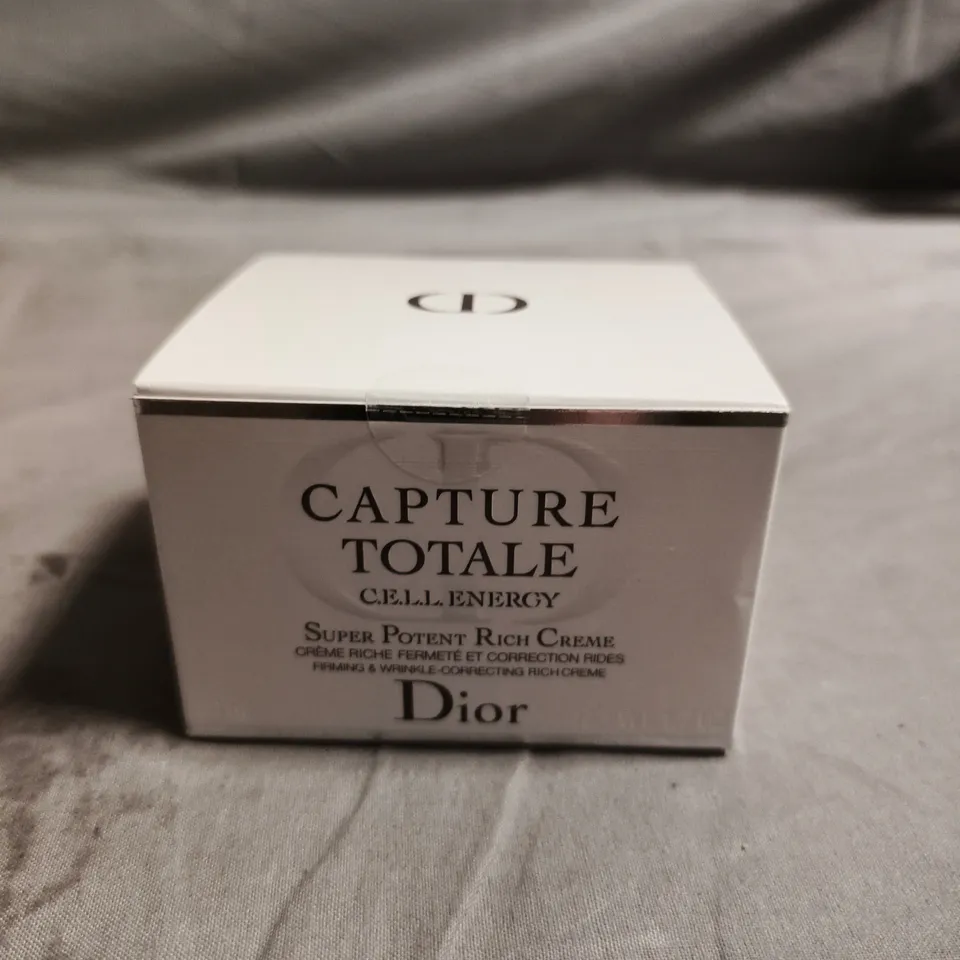 CD
CAPTURE
TOTALE
C.E.L.L. ENERGY
SUPER POTENT RICH CREME
CRÈME RICHE FERMETÉ ET CORRECTION RIDES
FIRMING & WRINKLE-CORRECTING RICH CREME
Dior